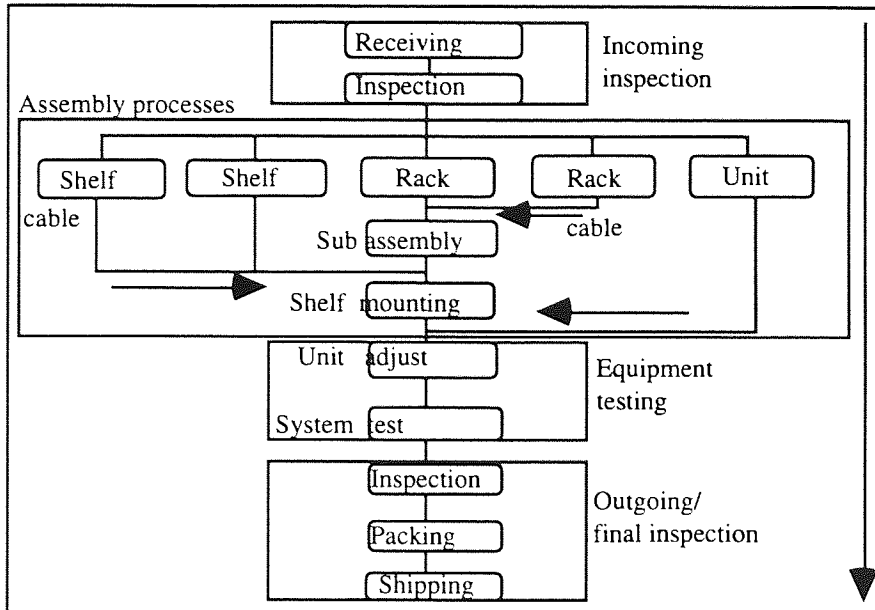 Receiving
Incoming
inspection
Inspection
Assembly processes
Shelf
Shelf
Rack
Rack
Unit
cable
cable
Sub assembly
Shelf mounting
Unit adjust
Equipment
testing
System test
Inspection
Outgoing/
final inspection
Packing
Shipping